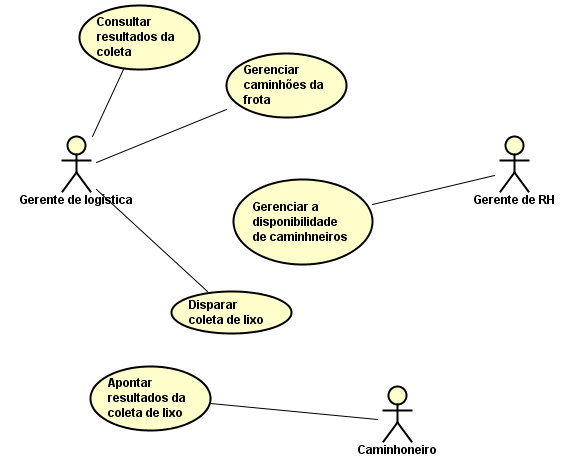 Consultar
resultados da
coleta
Gerenciar
caminhões da
frota
Gerente de logística
Gerente de RH
Gerenciar a
disponibilidade
de caminhneiros
Disparar
coleta de lixo
Apontar
resultados da
coleta de lixo
Caminhoneiro